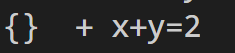 {} + x+y=2